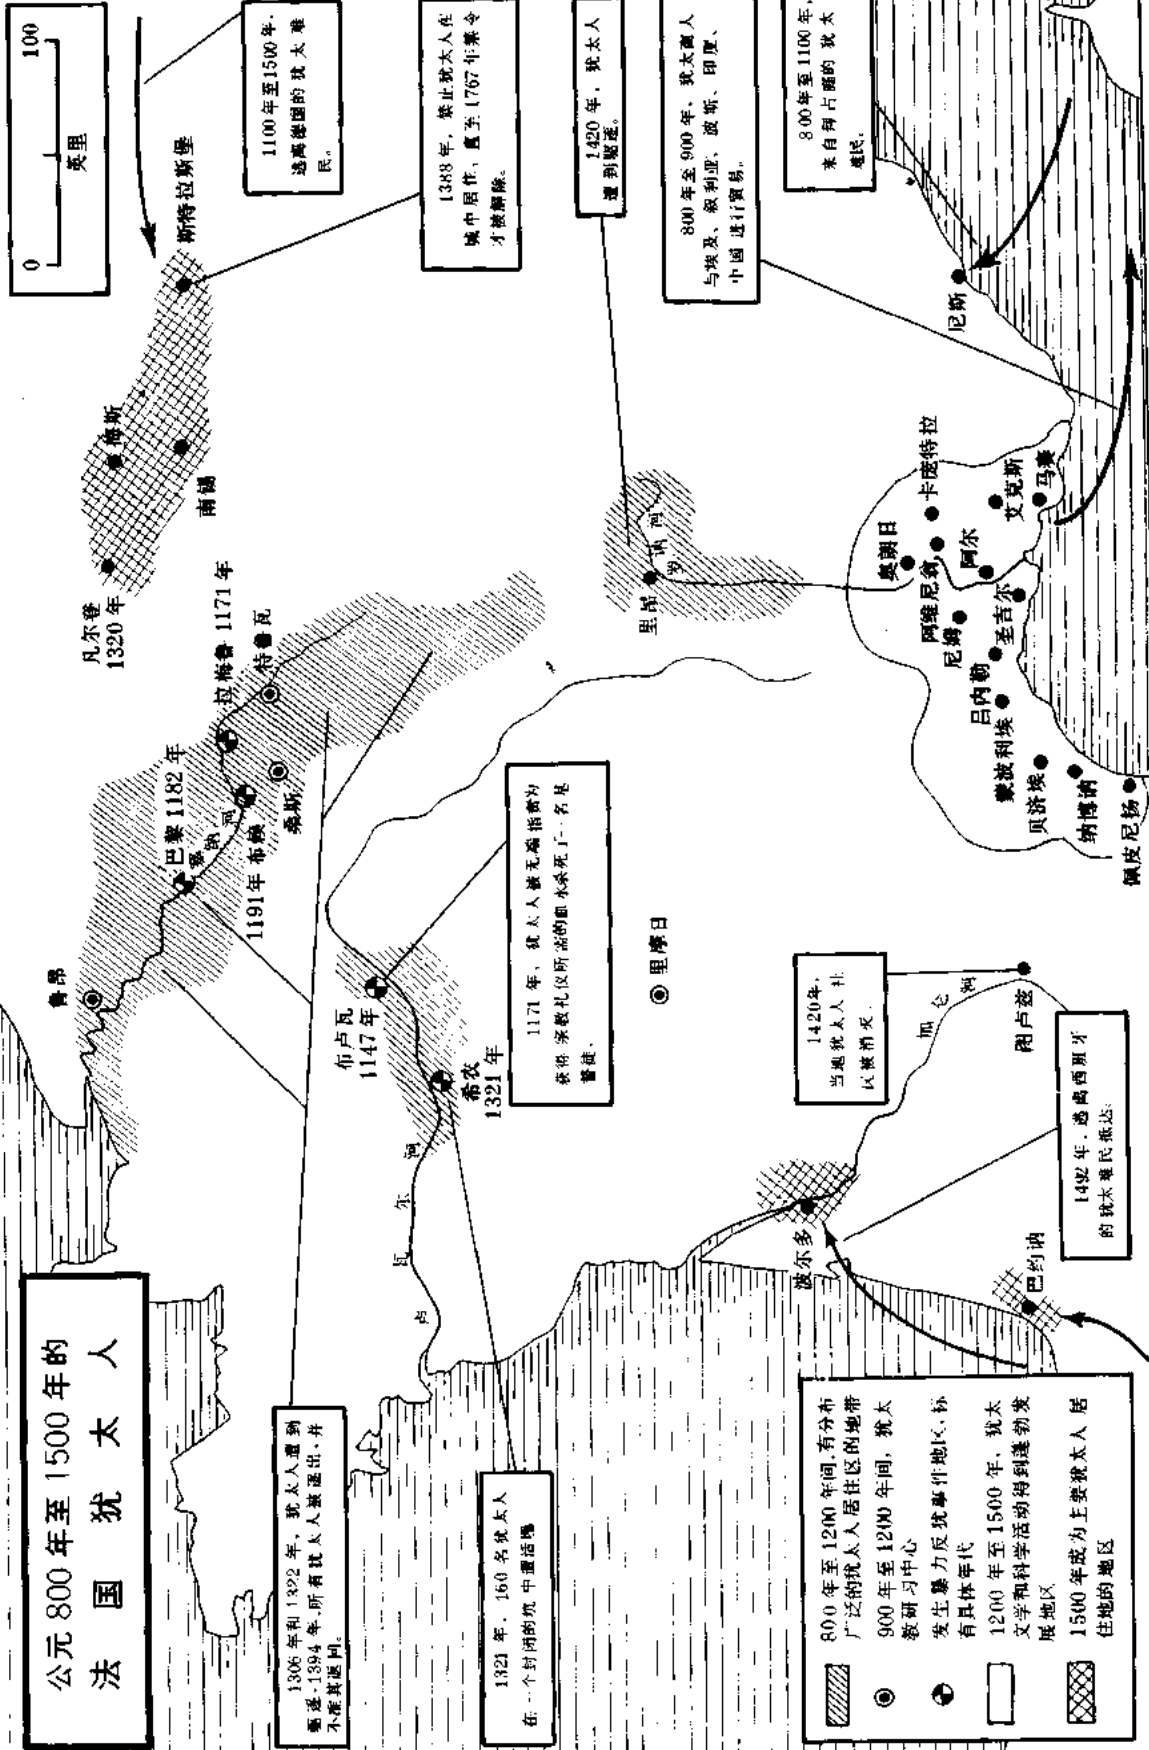 公元800年至1500年的
法国犹太人
0 100
英里
1100年至1500年,
逃离德国的犹太难
民。
1388年,禁止犹太人在
城中居住,直至1767年禁令
才被解除。
1420年,犹太人
遭到驱逐。
800年至900年,犹太商人
与埃及、叙利亚、波斯、印度、
中国进行贸易。
800年至1100年,
来自
占
的犹太
难民。
斯特拉斯堡
梅斯
南锡
凡尔登
1320年
拉梅鲁 1171年
特鲁瓦
巴黎 1182年
塞纳河
1191年 布赖
桑斯
鲁昂
布卢瓦
1147年
希农
1321年
卢瓦尔河
1171年,犹太人被无端指责为
获得宗教礼仪所需的血水杀死了一名基
督徒。
里摩日
里昂
罗讷河
奥朗日
卡庞特拉
阿维尼翁
尼姆
阿尔
圣吉尔
艾克斯
马赛
尼斯
吕内勒
蒙波利埃
贝济埃
纳博讷
佩皮尼扬
1420年,
当地犹太人社
区被消灭。
加仑河
图卢兹
波尔多
巴约讷
1492年,逃离西班牙
的犹太难民抵达。
1306年和1322年,犹太人遭到
驱逐。1394年,所有犹太人被逐出,并
不准其返回。
1321年,160名犹太人
在一个封闭的坑中遭活
800年至1200年间,有分布
广泛的犹太人居住区的地带
900年至1200年间,犹太
教研习中心
发生暴力反犹事件地区,标
有具体年代
1200年至1500年,犹太
文学和科学活动得到蓬勃发
展地区
1500年成为主要犹太人居
住地的地区